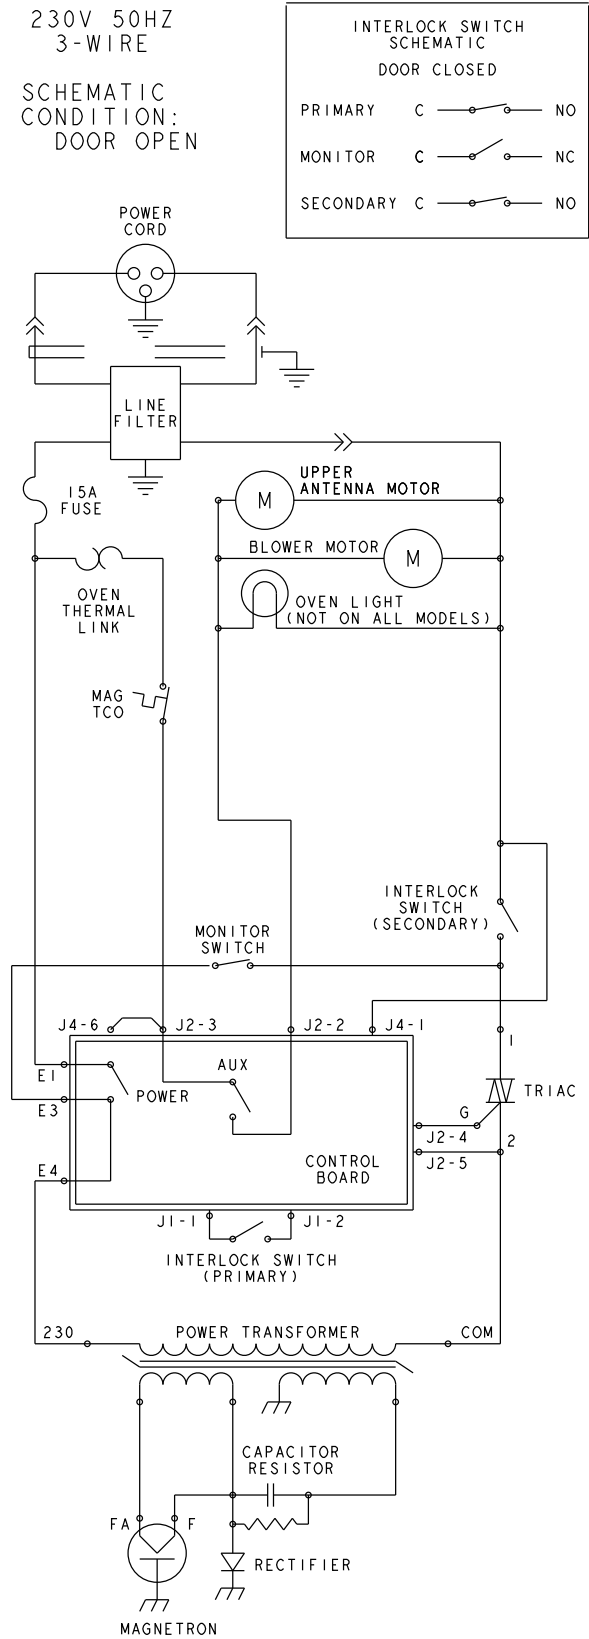 230V 50HZ
3-WIRE
SCHEMATIC
CONDITION:
DOOR OPEN
INTERLOCK SWITCH
SCHEMATIC
DOOR CLOSED
PRIMARY C NO
MONITOR C NC
SECONDARY C NO
POWER
CORD
LINE
FILTER
15A
FUSE
UPPER
ANTENNA MOTOR
M
BLOWER MOTOR
M
OVEN
THERMAL
LINK
OVEN LIGHT
(NOT ON ALL MODELS)
MAG
TCO
INTERLOCK
SWITCH
(SECONDARY)
MONITOR
SWITCH
J4-6 J2-3 J2-2 J4-1
1
E1
AUX
POWER
TRIAC
E3
G
J2-4
2
J2-5
E4
CONTROL
BOARD
J1-1 J1-2
INTERLOCK SWITCH
(PRIMARY)
230 POWER TRANSFORMER COM
CAPACITOR
RESISTOR
FA F
RECTIFIER
MAGNETRON